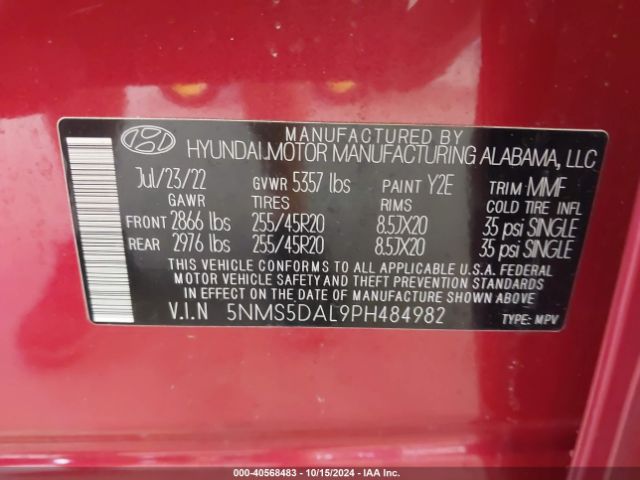 MANUFACTURED BY
HYUNDAI MOTOR MANUFACTURING ALABAMA, LLC
Jul/23/22 GVWR 5357 lbs PAINT Y2E TRIM : MMF
GAWR TIRES RIMS COLD TIRE INFL
FRONT 2866 lbs 255/45R20 8.5JX20 35 psi SINGLE
REAR 2976 lbs 255/45R20 8.5JX20 35 psi SINGLE
THIS VEHICLE CONFORMS TO ALL APPLICABLE U.S.A. FEDERAL
MOTOR VEHICLE SAFETY AND THEFT PREVENTION STANDARDS
IN EFFECT ON THE DATE OF MANUFACTURE SHOWN ABOVE
V.I.N 5NMS5DAL9PH484982 TYPE: MPV
000-40568483 - 10/15/2024 - IAA Inc.